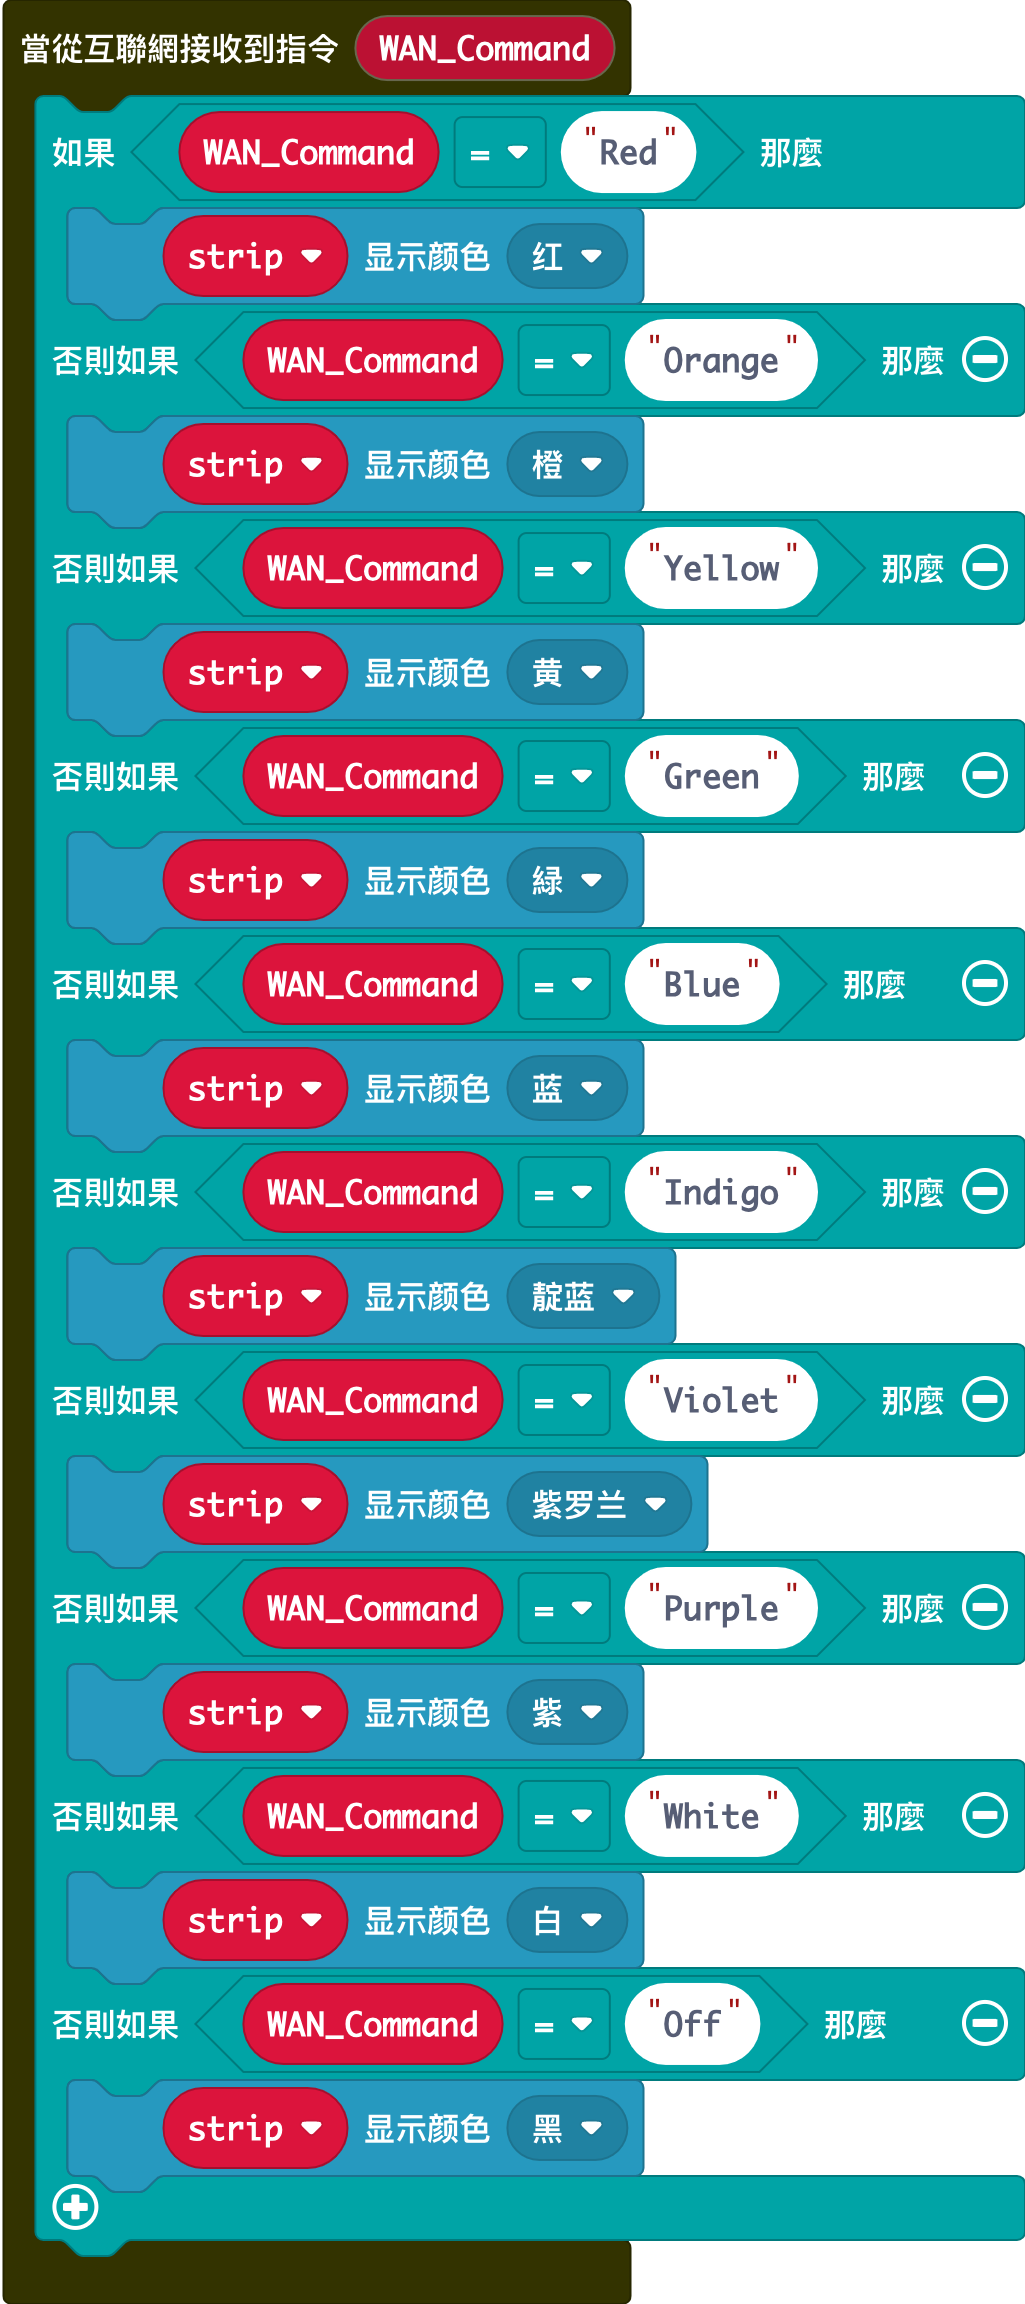 當從互聯網接收到指令 WAN_Command
如果 WAN_Command = "Red" 那麼
strip 显示颜色 红
否則如果 WAN_Command = "Orange" 那麼
strip 显示颜色 橙
否則如果 WAN_Command = "Yellow" 那麼
strip 显示颜色 黄
否則如果 WAN_Command = "Green" 那麼
strip 显示颜色 緑
否則如果 WAN_Command = "Blue" 那麼
strip 显示颜色 蓝
否則如果 WAN_Command = "Indigo" 那麼
strip 显示颜色 靛蓝
否則如果 WAN_Command = "Violet" 那麼
strip 显示颜色 紫罗兰
否則如果 WAN_Command = "Purple" 那麼
strip 显示颜色 紫
否則如果 WAN_Command = "White" 那麼
strip 显示颜色 白
否則如果 WAN_Command = "Off" 那麼
strip 显示颜色 黑